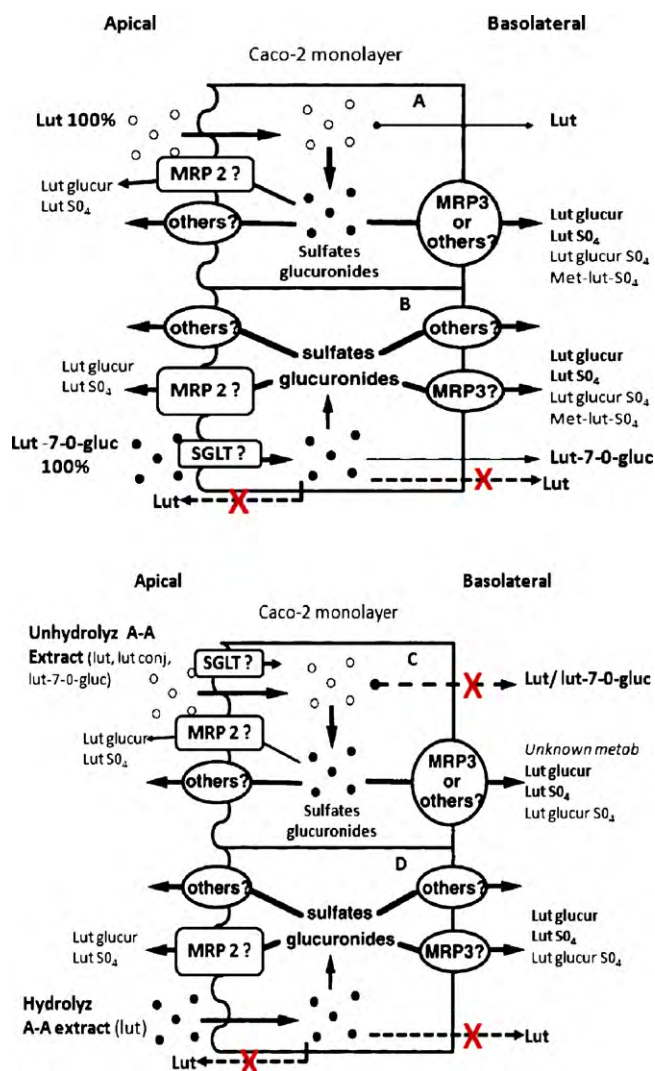 Apical
Basolateral
Caco-2 monolayer
A
Lut 100%
Lut
MRP 2 ?
Lut glucur
Lut SO₄
others?
Sulfates
glucuronides
MRP3
or
others?
Lut glucur
Lut SO₄
Lut glucur SO₄
Met-lut-SO₄
B
others?
others?
sulfates
glucuronides
Lut glucur
Lut SO₄
MRP 2 ?
MRP3?
Lut glucur
Lut SO₄
Lut glucur SO₄
Met-lut-SO₄
Lut -7-0-gluc
100%
SGLT ?
Lut-7-0-gluc
Lut
X
X
Lut
Apical
Basolateral
Caco-2 monolayer
Unhydrolyz A-A
Extract (lut, lut conj,
lut-7-0-gluc)
SGLT ?
C
X
Lut/ lut-7-0-gluc
MRP 2 ?
Lut glucur
Lut SO₄
others?
Sulfates
glucuronides
MRP3
or
others?
Unknown metab
Lut glucur
Lut SO₄
Lut glucur SO₄
D
others?
others?
sulfates
glucuronides
Lut glucur
Lut SO₄
MRP 2 ?
MRP3?
Lut glucur
Lut SO₄
Lut glucur SO₄
Hydrolyz
A-A extract (lut)
X
Lut
Lut
X